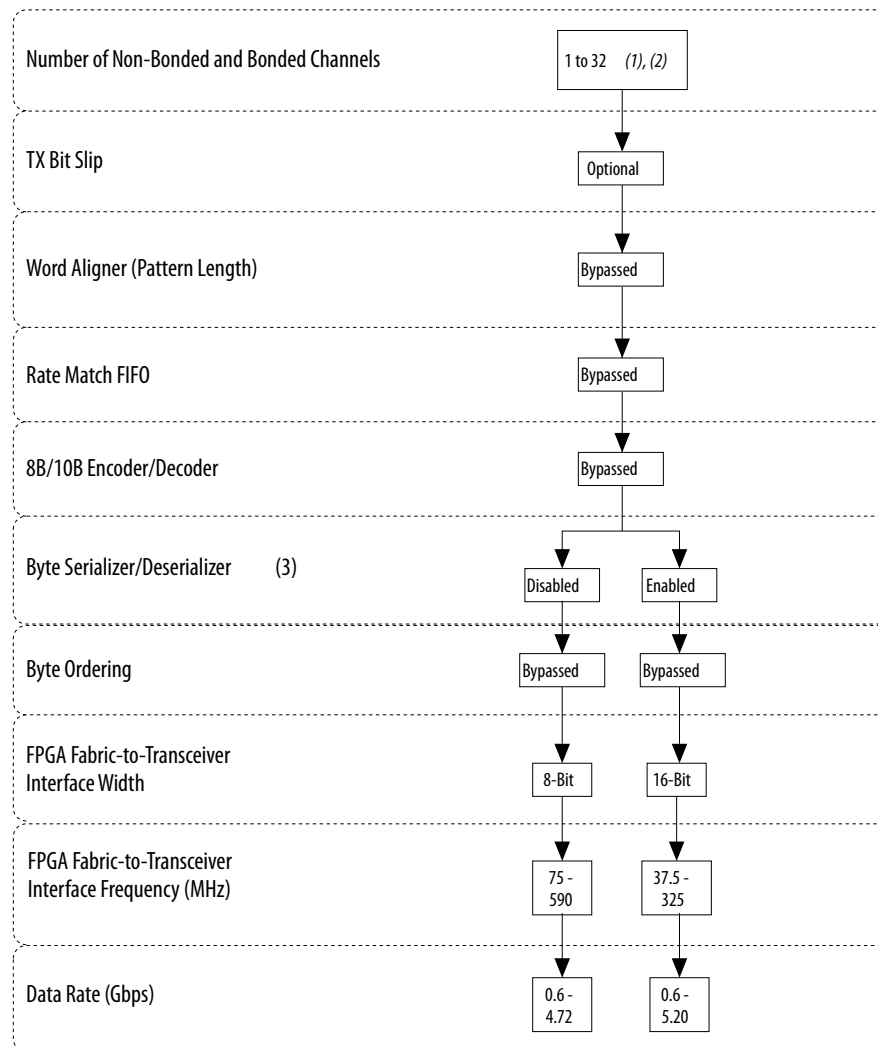 Number of Non-Bonded and Bonded Channels
1 to 32 (1), (2)
TX Bit Slip
Optional
Word Aligner (Pattern Length)
Bypassed
Rate Match FIFO
Bypassed
8B/10B Encoder/Decoder
Bypassed
Byte Serializer/Deserializer (3)
Disabled
Enabled
Byte Ordering
Bypassed
Bypassed
FPGA Fabric-to-Transceiver
Interface Width
8-Bit
16-Bit
FPGA Fabric-to-Transceiver
Interface Frequency (MHz)
75 -
590
37.5 -
325
Data Rate (Gbps)
0.6 -
4.72
0.6 -
5.20